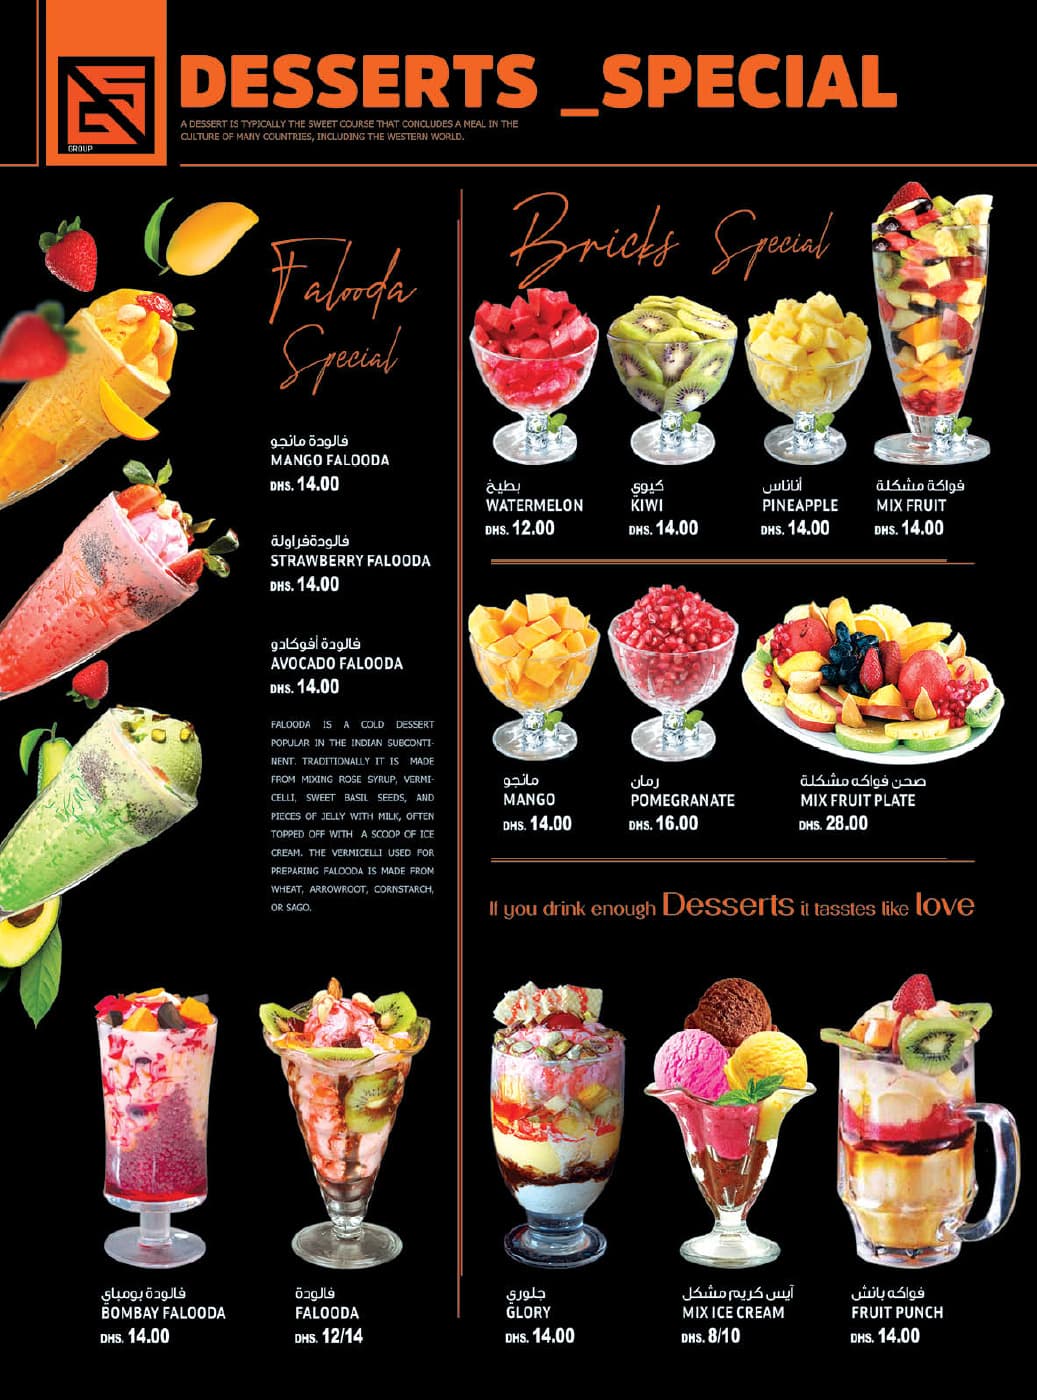 GROUP
DESSERTS _SPECIAL
A DESSERT IS TYPICALLY THE SWEET COURSE THAT CONCLUDES A MEAL IN THE
CULTURE OF MANY COUNTRIES, INCLUDING THE WESTERN WORLD.
Falooda
Special
فالودة مانجو
MANGO FALOODA
DHS. 14.00
فالودةفراولة
STRAWBERRY FALOODA
DHS. 14.00
فالودة أفوكادو
AVOCADO FALOODA
DHS. 14.00
FALOODA IS A COLD DESSERT
POPULAR IN THE INDIAN SUBCONTI-
NENT. TRADITIONALLY IT IS MADE
FROM MIXING ROSE SYRUP, VERMI-
CELLI, SWEET BASIL SEEDS, AND
PIECES OF JELLY WITH MILK, OFTEN
TOPPED OFF WITH A SCOOP OF ICE
CREAM. THE VERMICELLI USED FOR
PREPARING FALOODA IS MADE FROM
WHEAT, ARROWROOT, CORNSTARCH,
OR SAGO.
فالودة بومباي
BOMBAY FALOODA
DHS. 14.00
فالودة
FALOODA
DHS. 12/14
Bricks Special
بطيخ
WATERMELON
DHS. 12.00
كيوي
KIWI
DHS. 14.00
أناناس
PINEAPPLE
DHS. 14.00
فواكة مشكلة
MIX FRUIT
DHS. 14.00
مانجو
MANGO
DHS. 14.00
رمان
POMEGRANATE
DHS. 16.00
صحن فواكه مشكلة
MIX FRUIT PLATE
DHS. 28.00
If you drink enough Desserts it tasstes like love
جلوري
GLORY
DHS. 14.00
آيس كريم مشكل
MIX ICE CREAM
DHS. 8/10
فواكه بانش
FRUIT PUNCH
DHS. 14.00